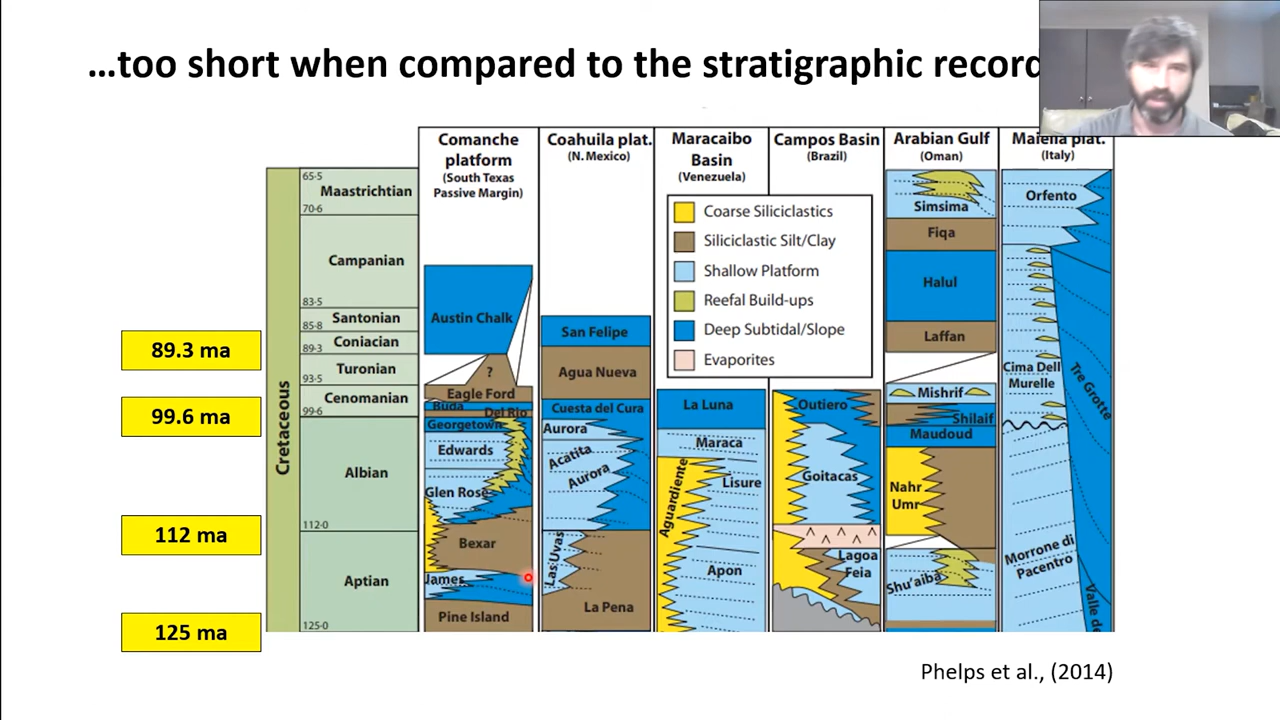 …too short when compared to the stratigraphic record
Comanche
platform
(South Texas
Passive Margin)
Coahuila plat.
(N. Mexico)
Maracaibo
Basin
(Venezuela)
Campos Basin
(Brazil)
Arabian Gulf
(Oman)
Maiella plat.
(Italy)
Coarse Siliciclastics
Siliciclastic Silt/Clay
Shallow Platform
Reefal Build-ups
Deep Subtidal/Slope
Evaporites
89.3 ma
99.6 ma
112 ma
125 ma
Cretaceous
65·5
Maastrichtian
70·6
Campanian
83·5
Santonian
85·8
Coniacian
89·3
Turonian
93·5
Cenomanian
99·6
Albian
112·0
Aptian
125·0
Austin Chalk
?
Eagle Ford
Buda
Del Rio
Georgetown
Edwards
Glen Rose
Bexar
James
Pine Island
San Felipe
Agua Nueva
Cuesta del Cura
Aurora
Acatita
Aurora
Las Uvas
La Pena
La Luna
Maraca
Aguardiente
Lisure
Apon
Outiero
Goitacas
Lagoa
Feia
Simsima
Fiqa
Halul
Laffan
Mishrif
Shilaif
Maudoud
Nahr
Umr
Shu'aiba
Orfento
Cima Dell
Murelle
Tre Grotte
Morrone di
Pacentro
Valle de
Phelps et al., (2014)